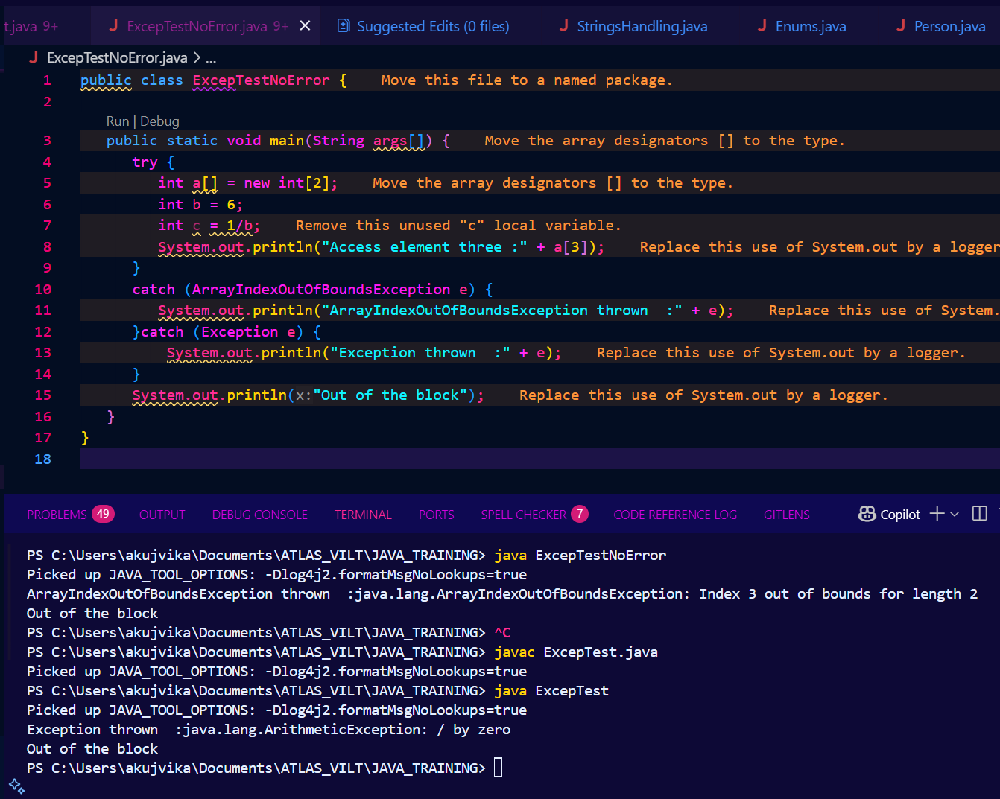 t.java 9+ J ExcepTestNoError.java 9+ Suggested Edits (0 files) J StringsHandling.java J Enums.java J Person.java
J ExcepTestNoError.java > ...
1 public class ExcepTestNoError { Move this file to a named package.
2
Run | Debug
3 public static void main(String args[]) { Move the array designators [] to the type.
4 try {
5 int a[] = new int[2]; Move the array designators [] to the type.
6 int b = 6;
7 int c = 1/b; Remove this unused "c" local variable.
8 System.out.println("Access element three :" + a[3]); Replace this use of System.out by a logger
9 }
10 catch (ArrayIndexOutOfBoundsException e) {
11 System.out.println("ArrayIndexOutOfBoundsException thrown  :" + e); Replace this use of System.
12 }catch (Exception e) {
13 System.out.println("Exception thrown  :" + e); Replace this use of System.out by a logger.
14 }
15 System.out.println(x:"Out of the block"); Replace this use of System.out by a logger.
16 }
17 }
18
PROBLEMS 49 OUTPUT DEBUG CONSOLE TERMINAL PORTS SPELL CHECKER 7 CODE REFERENCE LOG GITLENS Copilot
PS C:\Users\akujvika\Documents\ATLAS_VILT\JAVA_TRAINING> java ExcepTestNoError
Picked up JAVA_TOOL_OPTIONS: -Dlog4j2.formatMsgNoLookups=true
ArrayIndexOutOfBoundsException thrown  :java.lang.ArrayIndexOutOfBoundsException: Index 3 out of bounds for length 2
Out of the block
PS C:\Users\akujvika\Documents\ATLAS_VILT\JAVA_TRAINING> ^C
PS C:\Users\akujvika\Documents\ATLAS_VILT\JAVA_TRAINING> javac ExcepTest.java
Picked up JAVA_TOOL_OPTIONS: -Dlog4j2.formatMsgNoLookups=true
PS C:\Users\akujvika\Documents\ATLAS_VILT\JAVA_TRAINING> java ExcepTest
Picked up JAVA_TOOL_OPTIONS: -Dlog4j2.formatMsgNoLookups=true
Exception thrown  :java.lang.ArithmeticException: / by zero
Out of the block
PS C:\Users\akujvika\Documents\ATLAS_VILT\JAVA_TRAINING>